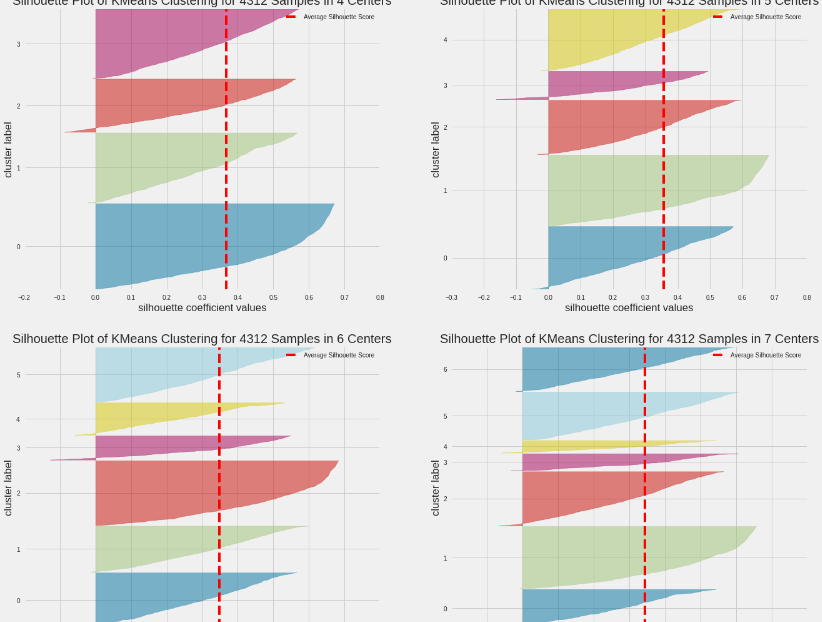 Silhouette Plot of KMeans Clustering for 4312 Samples in 4 Centers
Average Silhouette Score
cluster label
3
2
1
0
-0.2 -0.1 0.0 0.1 0.2 0.3 0.4 0.5 0.6 0.7 0.8
silhouette coefficient values
Silhouette Plot of KMeans Clustering for 4312 Samples in 5 Centers
Average Silhouette Score
cluster label
4
3
2
1
0
-0.3 -0.2 -0.1 0.0 0.1 0.2 0.3 0.4 0.5 0.6 0.7 0.8
silhouette coefficient values
Silhouette Plot of KMeans Clustering for 4312 Samples in 6 Centers
Average Silhouette Score
cluster label
5
4
3
2
1
0
Silhouette Plot of KMeans Clustering for 4312 Samples in 7 Centers
Average Silhouette Score
cluster label
6
5
4
3
2
1
0